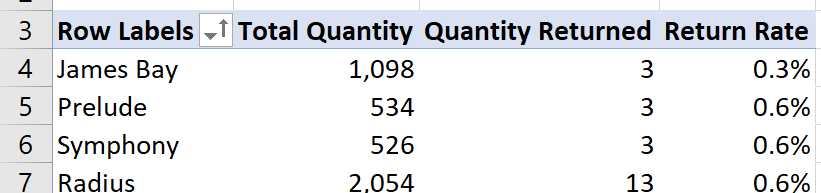 3 Row Labels Total Quantity Quantity Returned Return Rate
4 James Bay 1,098 3 0.3%
5 Prelude 534 3 0.6%
6 Symphony 526 3 0.6%
7 Radius 2,054 13 0.6%